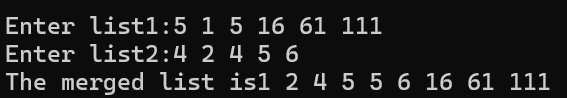 Enter list1:5 1 5 16 61 111
Enter list2:4 2 4 5 6
The merged list is1 2 4 5 5 6 16 61 111